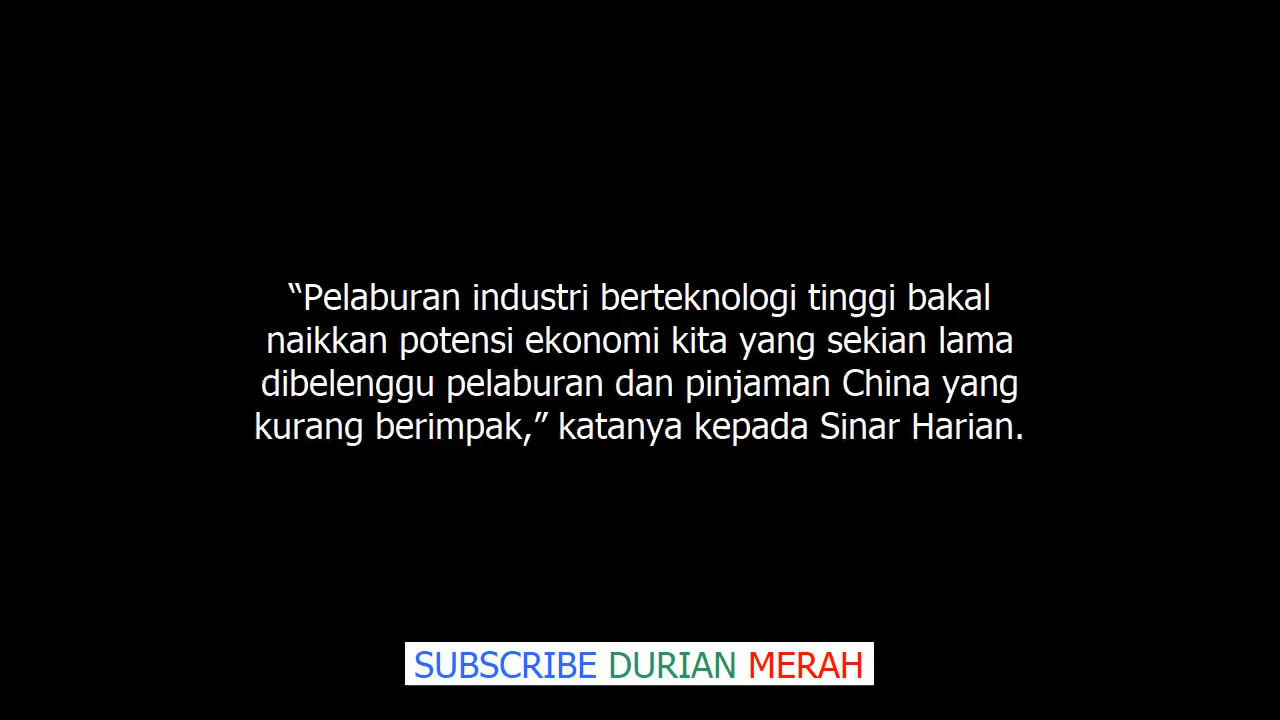 “Pelaburan industri berteknologi tinggi bakal
naikkan potensi ekonomi kita yang sekian lama
dibelenggu pelaburan dan pinjaman China yang
kurang berimpak,” katanya kepada Sinar Harian.
SUBSCRIBE DURIAN MERAH